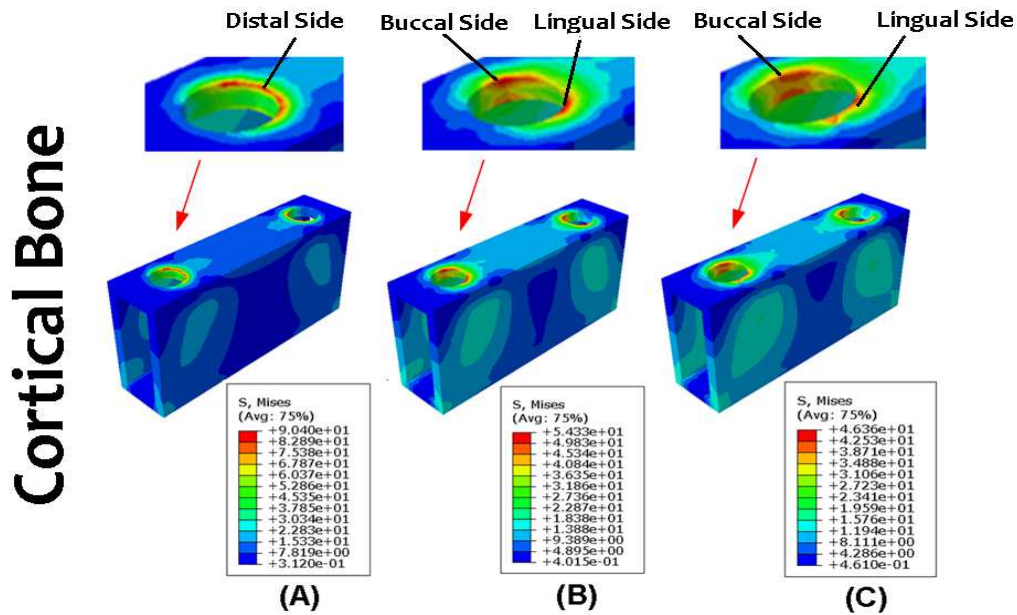 Distal Side
Buccal Side
Lingual Side
Buccal Side
Lingual Side
Cortical Bone
S, Mises
(Avg: 75%)
+9.040e+01
+8.289e+01
+7.538e+01
+6.787e+01
+6.037e+01
+5.286e+01
+4.535e+01
+3.785e+01
+3.034e+01
+2.283e+01
+1.533e+01
+7.819e+00
+3.120e-01
(A)
S, Mises
(Avg: 75%)
+5.433e+01
+4.983e+01
+4.534e+01
+4.084e+01
+3.635e+01
+3.186e+01
+2.736e+01
+2.287e+01
+1.838e+01
+1.388e+01
+9.389e+00
+4.895e+00
+4.015e-01
(B)
S, Mises
(Avg: 75%)
+4.636e+01
+4.253e+01
+3.871e+01
+3.488e+01
+3.106e+01
+2.723e+01
+2.341e+01
+1.959e+01
+1.576e+01
+1.194e+01
+8.111e+00
+4.286e+00
+4.610e-01
(C)